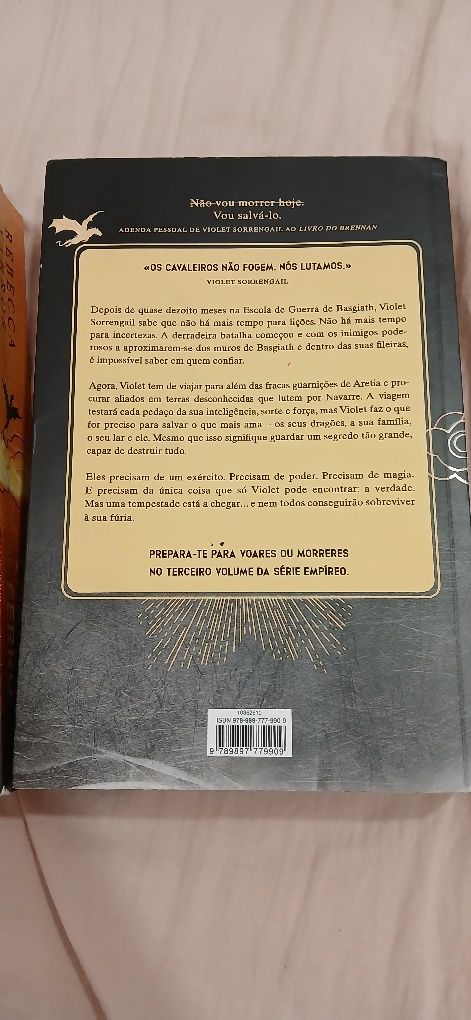 Não vou morrer hoje.
Vou salvá-lo.
ADENDA PESSOAL DE VIOLET SORRENGAIL AO LIVRO DO BRENNAN
«OS CAVALEIROS NÃO FOGEM. NÓS LUTAMOS.»
VIOLET SORRENGAIL
Depois de quase dezoito meses na Escola de Guerra de Basgiath, Violet
Sorrengail sabe que não há mais tempo para lições. Não há mais tempo
para incertezas. A derradeira batalha começou e com os inimigos pode-
rosos a aproximarem-se dos muros de Basgiath e dentro das suas fileiras,
é impossível saber em quem confiar.
Agora, Violet tem de viajar para além das fracas guarnições de Aretia e pro-
curar aliados em terras desconhecidas que lutem por Navarre. A viagem
testará cada pedaço da sua inteligência, sorte e força, mas Violet faz o que
for preciso para salvar o que mais ama – os seus dragões, a sua família,
o seu lar e ele. Mesmo que isso signifique guardar um segredo tão grande,
capaz de destruir tudo.
Eles precisam de um exército. Precisam de poder. Precisam de magia.
E precisam da única coisa que só Violet pode encontrar: a verdade.
Mas uma tempestade está a chegar... e nem todos conseguirão sobreviver
à sua fúria.
PREPARA-TE PARA VOARES OU MORRERES
NO TERCEIRO VOLUME DA SÉRIE EMPÍREO.
ISBN 978-989-777-990-9
9 789897 779909
REBECCA